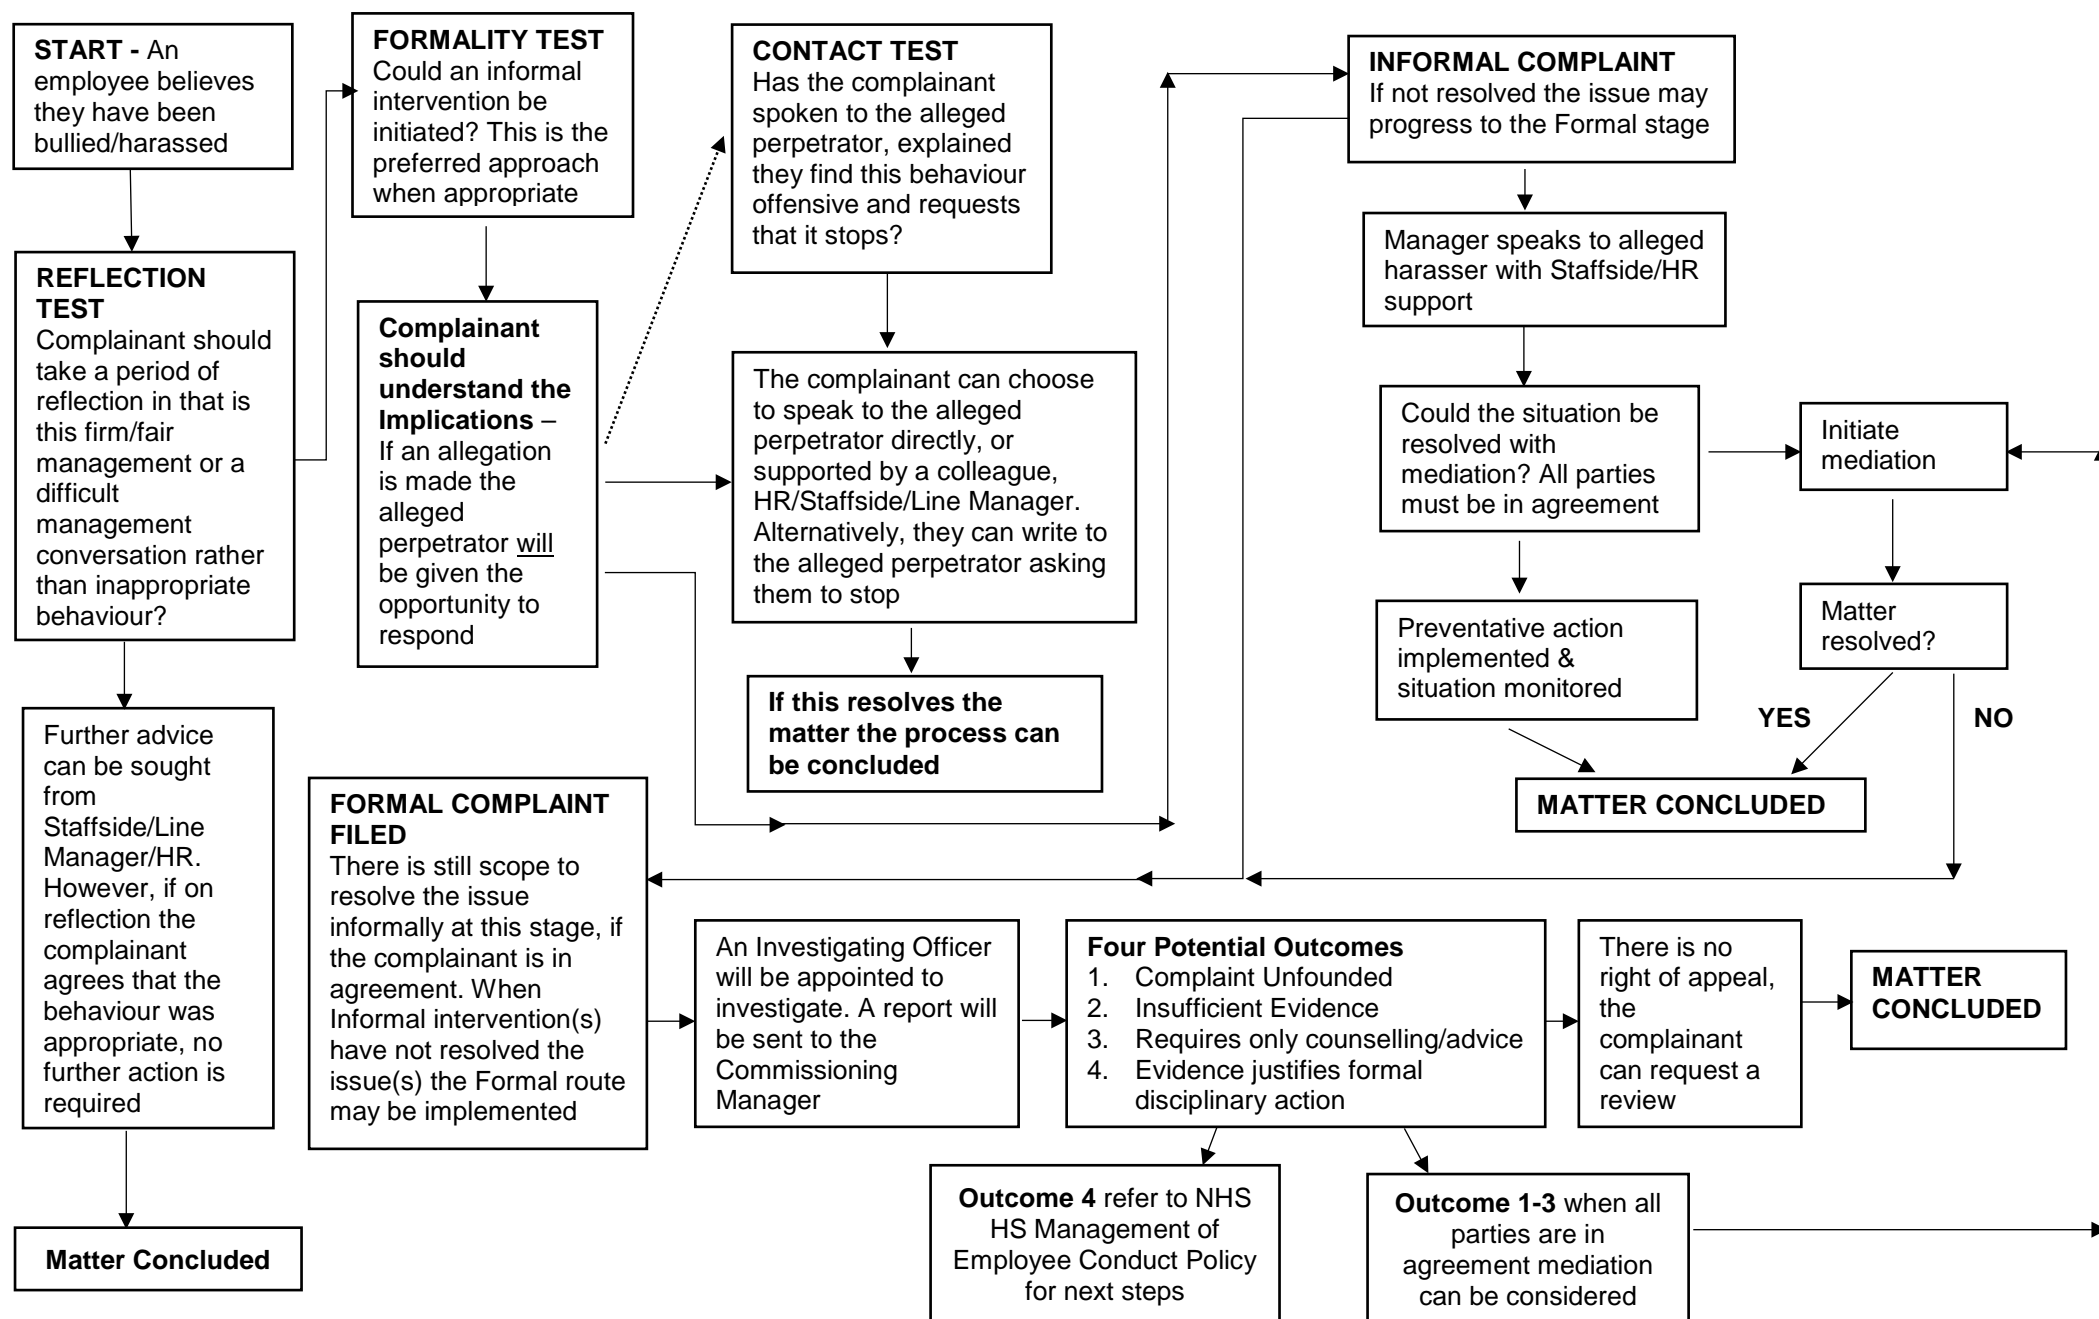 START - An
employee believes
they have been
bullied/harassed
REFLECTION
TEST
Complainant should
take a period of
reflection in that is
this firm/fair
management or a
difficult
management
conversation rather
than inappropriate
behaviour?
Further advice
can be sought
from
Staffside/Line
Manager/HR.
However, if on
reflection the
complainant
agrees that the
behaviour was
appropriate, no
further action is
required
Matter Concluded
FORMALITY TEST
Could an informal
intervention be
initiated? This is the
preferred approach
when appropriate
Complainant
should
understand the
Implications –
If an allegation
is made the
alleged
perpetrator will
be given the
opportunity to
respond
CONTACT TEST
Has the complainant
spoken to the alleged
perpetrator, explained
they find this behaviour
offensive and requests
that it stops?
The complainant can choose
to speak to the alleged
perpetrator directly, or
supported by a colleague,
HR/Staffside/Line Manager.
Alternatively, they can write to
the alleged perpetrator asking
them to stop
If this resolves the
matter the process can
be concluded
INFORMAL COMPLAINT
If not resolved the issue may
progress to the Formal stage
Manager speaks to alleged
harasser with Staffside/HR
support
Could the situation be
resolved with
mediation? All parties
must be in agreement
Initiate
mediation
Preventative action
implemented &
situation monitored
Matter
resolved?
YES
NO
MATTER CONCLUDED
FORMAL COMPLAINT
FILED
There is still scope to
resolve the issue
informally at this stage, if
the complainant is in
agreement. When
Informal intervention(s)
have not resolved the
issue(s) the Formal route
may be implemented
An Investigating Officer
will be appointed to
investigate. A report will
be sent to the
Commissioning
Manager
Four Potential Outcomes
1. Complaint Unfounded
2. Insufficient Evidence
3. Requires only counselling/advice
4. Evidence justifies formal
disciplinary action
There is no
right of appeal,
the
complainant
can request a
review
MATTER
CONCLUDED
Outcome 4 refer to NHS
HS Management of
Employee Conduct Policy
for next steps
Outcome 1-3 when all
parties are in
agreement mediation
can be considered